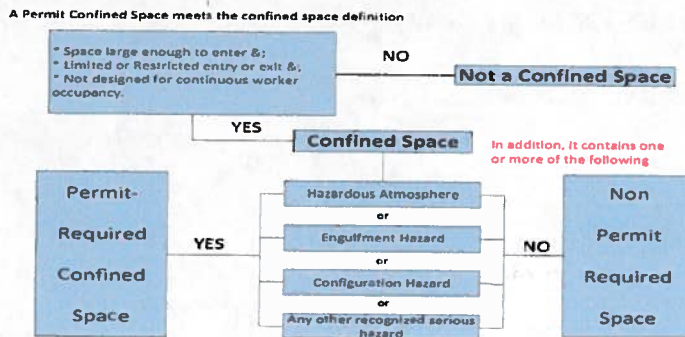 A Permit Confined Space meets the confined space definition
* Space large enough to enter &;
* Limited or Restricted entry or exit &;
* Not designed for continuous worker
occupancy.
NO
Not a Confined Space
YES
Confined Space
In addition, it contains one
or more of the following
Permit-
Required
Confined
Space
YES
Hazardous Atmosphere
or
Engulfment Hazard
or
Configuration Hazard
or
Any other recognized serious
hazard
NO
Non
Permit
Required
Space